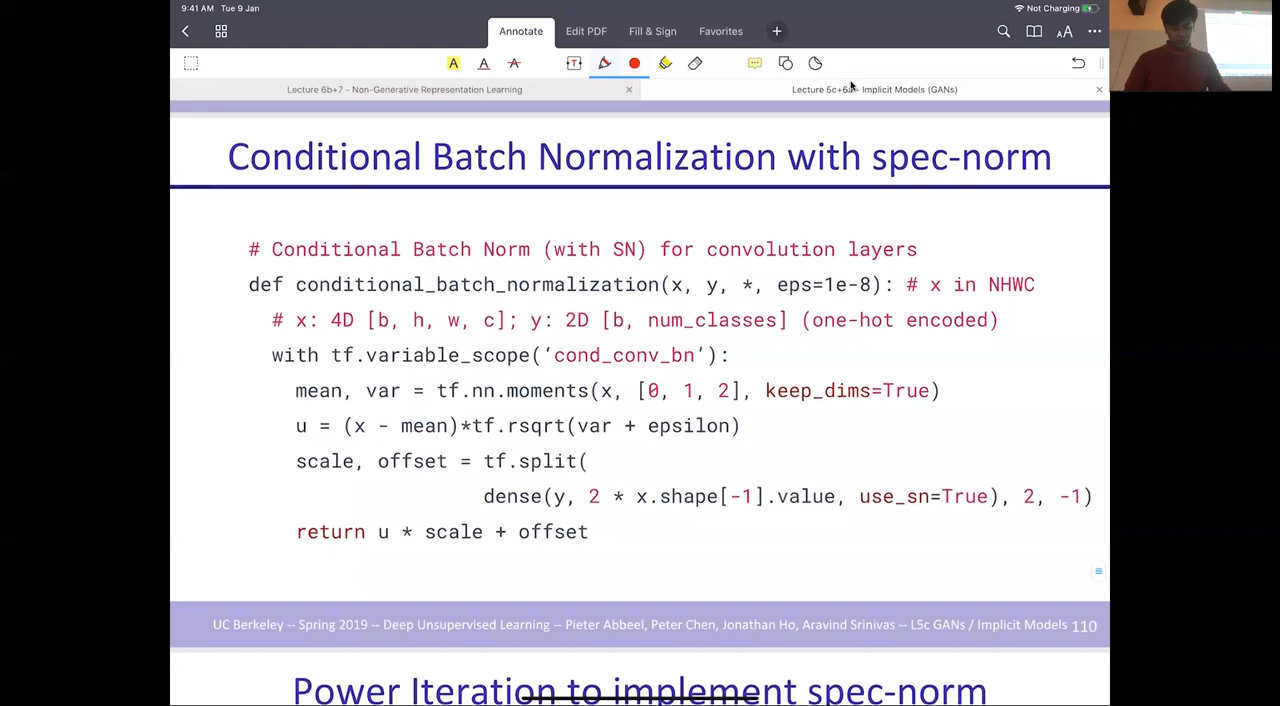 9:41 AM Tue 9 Jan
Not Charging
Annotate
Edit PDF
Fill & Sign
Favorites
+
AA
A A A T
Lecture 6b+7 - Non-Generative Representation Learning
Lecture 5c+6a - Implicit Models (GANs)
Conditional Batch Normalization with spec-norm
# Conditional Batch Norm (with SN) for convolution layers
def conditional_batch_normalization(x, y, *, eps=1e-8): # x in NHWC
# x: 4D [b, h, w, c]; y: 2D [b, num_classes] (one-hot encoded)
with tf.variable_scope(‘cond_conv_bn’):
mean, var = tf.nn.moments(x, [0, 1, 2], keep_dims=True)
u = (x - mean)*tf.rsqrt(var + epsilon)
scale, offset = tf.split(
dense(y, 2 * x.shape[-1].value, use_sn=True), 2, -1)
return u * scale + offset
UC Berkeley -- Spring 2019 -- Deep Unsupervised Learning -- Pieter Abbeel, Peter Chen, Jonathan Ho, Aravind Srinivas -- L5c GANs / Implicit Models 110
Power Iteration to implement spec-norm